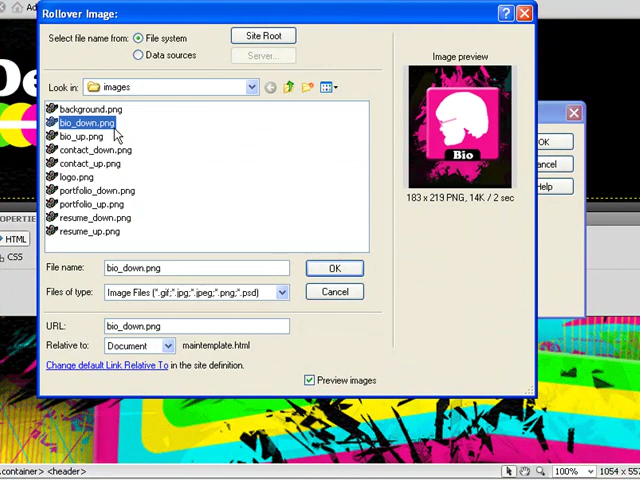 Ad
Rollover Image:
Select file name from:
File system
Site Root
Data sources
Server...
Image preview
Look in:
images
De
background.png
bio_down.png
bio_up.png
contact_down.png
contact_up.png
logo.png
portfolio_down.png
portfolio_up.png
resume_down.png
resume_up.png
Bio
183 x 219 PNG, 14K / 2 sec
OK
ancel
Help
PROPERTIE
HTML
CSS
File name:
bio_down.png
OK
Files of type:
Image Files (*.gif;*.jpg;*.jpeg;*.png;*.psd)
Cancel
URL:
bio_down.png
Relative to:
Document
maintemplate.html
Change default Link Relative To in the site definition.
Preview images
.container> <header>
100%
1054 x 557